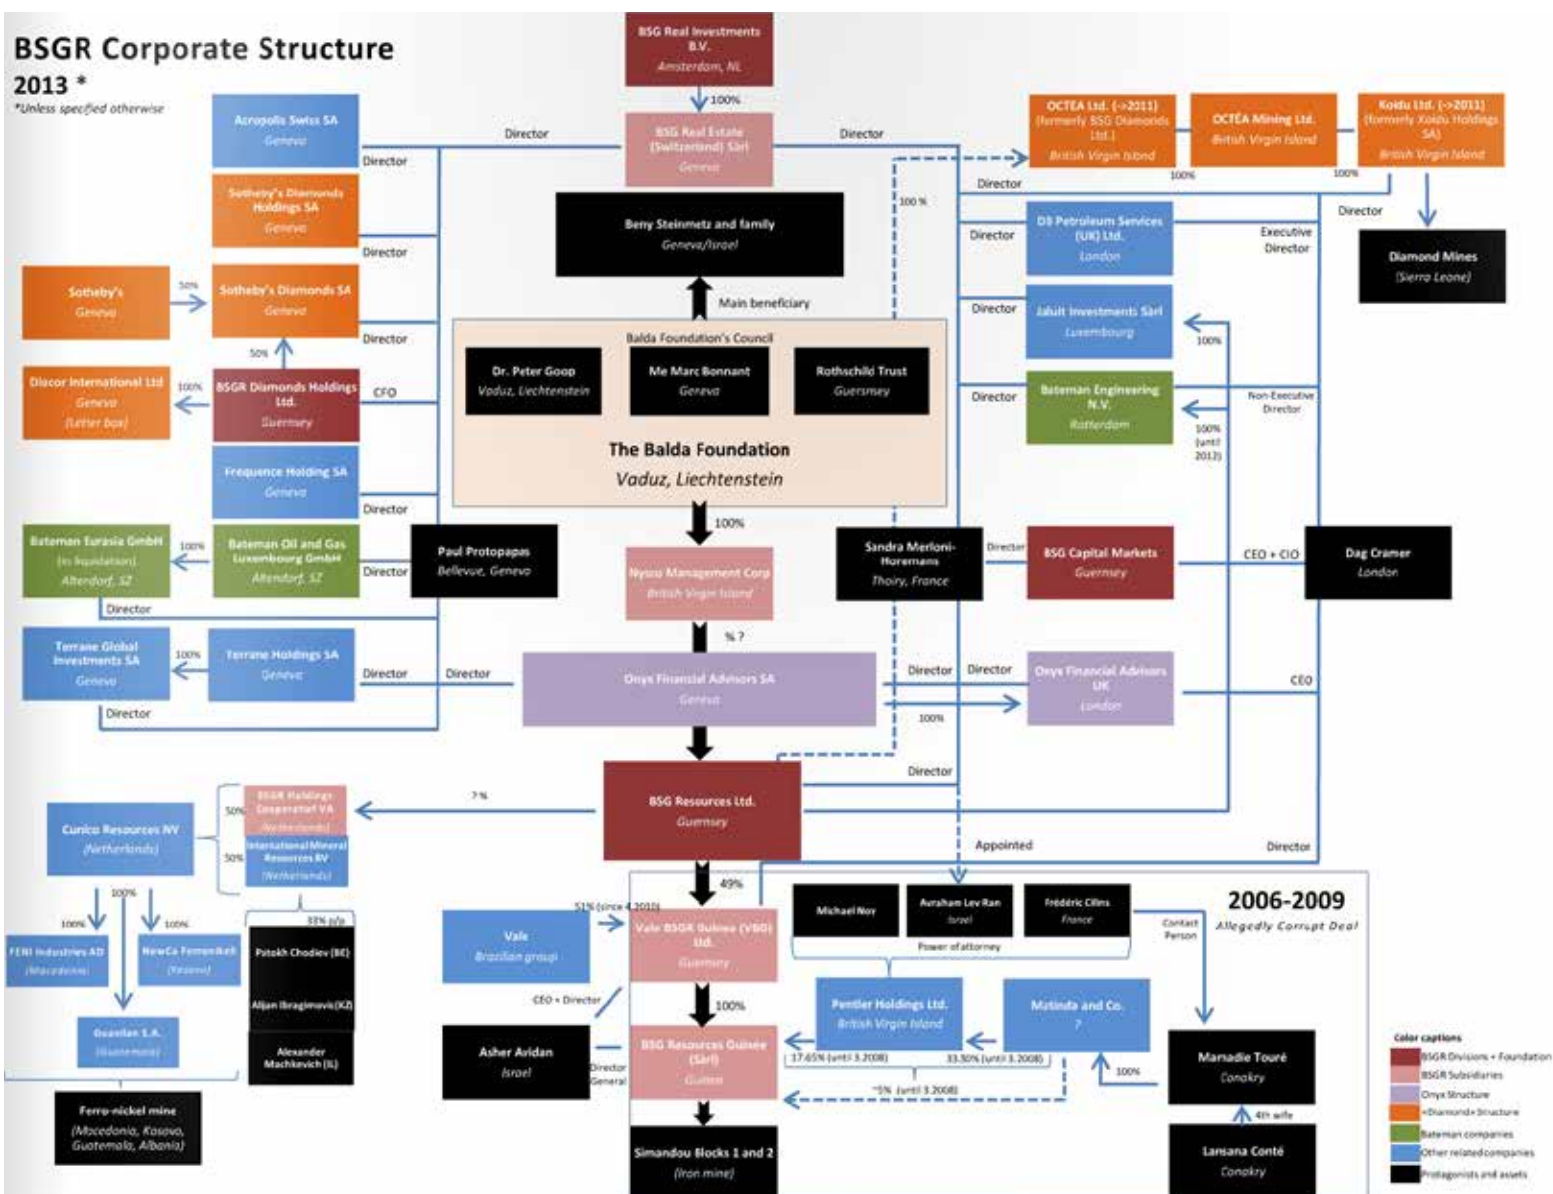 BSGR Corporate Structure
2013 *
*Unless specified otherwise
BSG Real Investments
B.V.
Amsterdam, NL
100%
BSG Real Estate
(Switzerland) Sàrl
Geneva
Director
Director
Acropolis Swiss SA
Geneva
Director
Sotheby's Diamonds
Holdings SA
Geneva
Director
Sotheby's
Geneva
50%
Sotheby's Diamonds SA
Geneva
Director
50%
Diacor International Ltd
Geneva
(Letter box)
100%
BSGR Diamonds Holdings
Ltd.
Guernsey
CFO
Frequence Holding SA
Geneva
Director
Bateman Eurasia GmbH
(in liquidation)
Altendorf, SZ
100%
Bateman Oil and Gas
Luxembourg GmbH
Altendorf, SZ
Director
Director
Paul Protopapas
Bellevue, Geneva
Terrane Global
Investments SA
Geneva
100%
Terrane Holdings SA
Geneva
Director
Director
Director
Beny Steinmetz and family
Geneva/Israel
Main beneficiary
Balda Foundation's Council
Dr. Peter Goop
Vaduz, Liechtenstein
Me Marc Bonnant
Geneva
Rothschild Trust
Guersmey
The Balda Foundation
Vaduz, Liechtenstein
100%
Nysco Management Corp
British Virgin Island
% ?
Onyx Financial Advisors SA
Geneva
Director
Director
100%
Onyx Financial Advisors
UK
London
CEO
OCTEA Ltd. (->2011)
(formerly BSG Diamonds
Ltd.)
British Virgin Island
100%
OCTEA Mining Ltd.
British Virgin Island
100%
Koidu Ltd. (->2011)
(formerly Koidu Holdings
SA)
British Virgin Island
100 %
Director
Director
Diamond Mines
(Sierra Leone)
Director
DS Petroleum Services
(UK) Ltd.
London
Executive
Director
Director
Jaluit Investments Sàrl
Luxembourg
100%
Director
Bateman Engineering
N.V.
Rotterdam
Non-Executive
Director
100%
(until
2012)
Sandra Merloni-
Horemans
Thoiry, France
Director
BSG Capital Markets
Guernsey
CEO + CIO
Dag Cramer
London
BSG Resources Ltd.
Guernsey
Director
Director
Appointed
? %
BSGR Holdings
Cooperatief VA
(Netherlands)
50%
Cunico Resources NV
(Netherlands)
50%
International Mineral
Resources BV
(Netherlands)
100%
100%
100%
FENI Industries AD
(Macedonia)
NewCo Ferronikeli
(Kosovo)
Guaxilan S.A.
(Guatemala)
33% p/p
Patokh Chodiev (BE)
Alijan Ibragimovic(KZ)
Alexander
Machkevich (IL)
Ferro-nickel mine
(Macedonia, Kosovo,
Guatemala, Albania)
49%
51% (since 4.2010)
Vale
Brazilian groupi
Vale BSGR Guinea (VBG)
Ltd.
Guernsey
CEO + Director
100%
Asher Avidan
Israel
Director
General
BSG Resources Guinée
(Sàrl)
Guinea
Simandou Blocks 1 and 2
(Iron mine)
2006-2009
Allegedly Corrupt Deal
Michael Noy
Avraham Lev Ran
Israel
Frédéric Cilins
France
Power of attorney
Contact
Person
Pentler Holdings Ltd.
British Virgin Island
Matinda and Co.
?
17.65% (until 3.2008)
33.30% (until 3.2008)
~5% (until 3.2008)
100%
Mamadie Touré
Conakry
4th wife
Lansana Conté
Conakry
Color captions
BSGR Divisions + Foundation
BSGR Subsidiaries
Onyx Structure
«Diamond» Structure
Bateman companies
Other related companies
Protagonists and assets